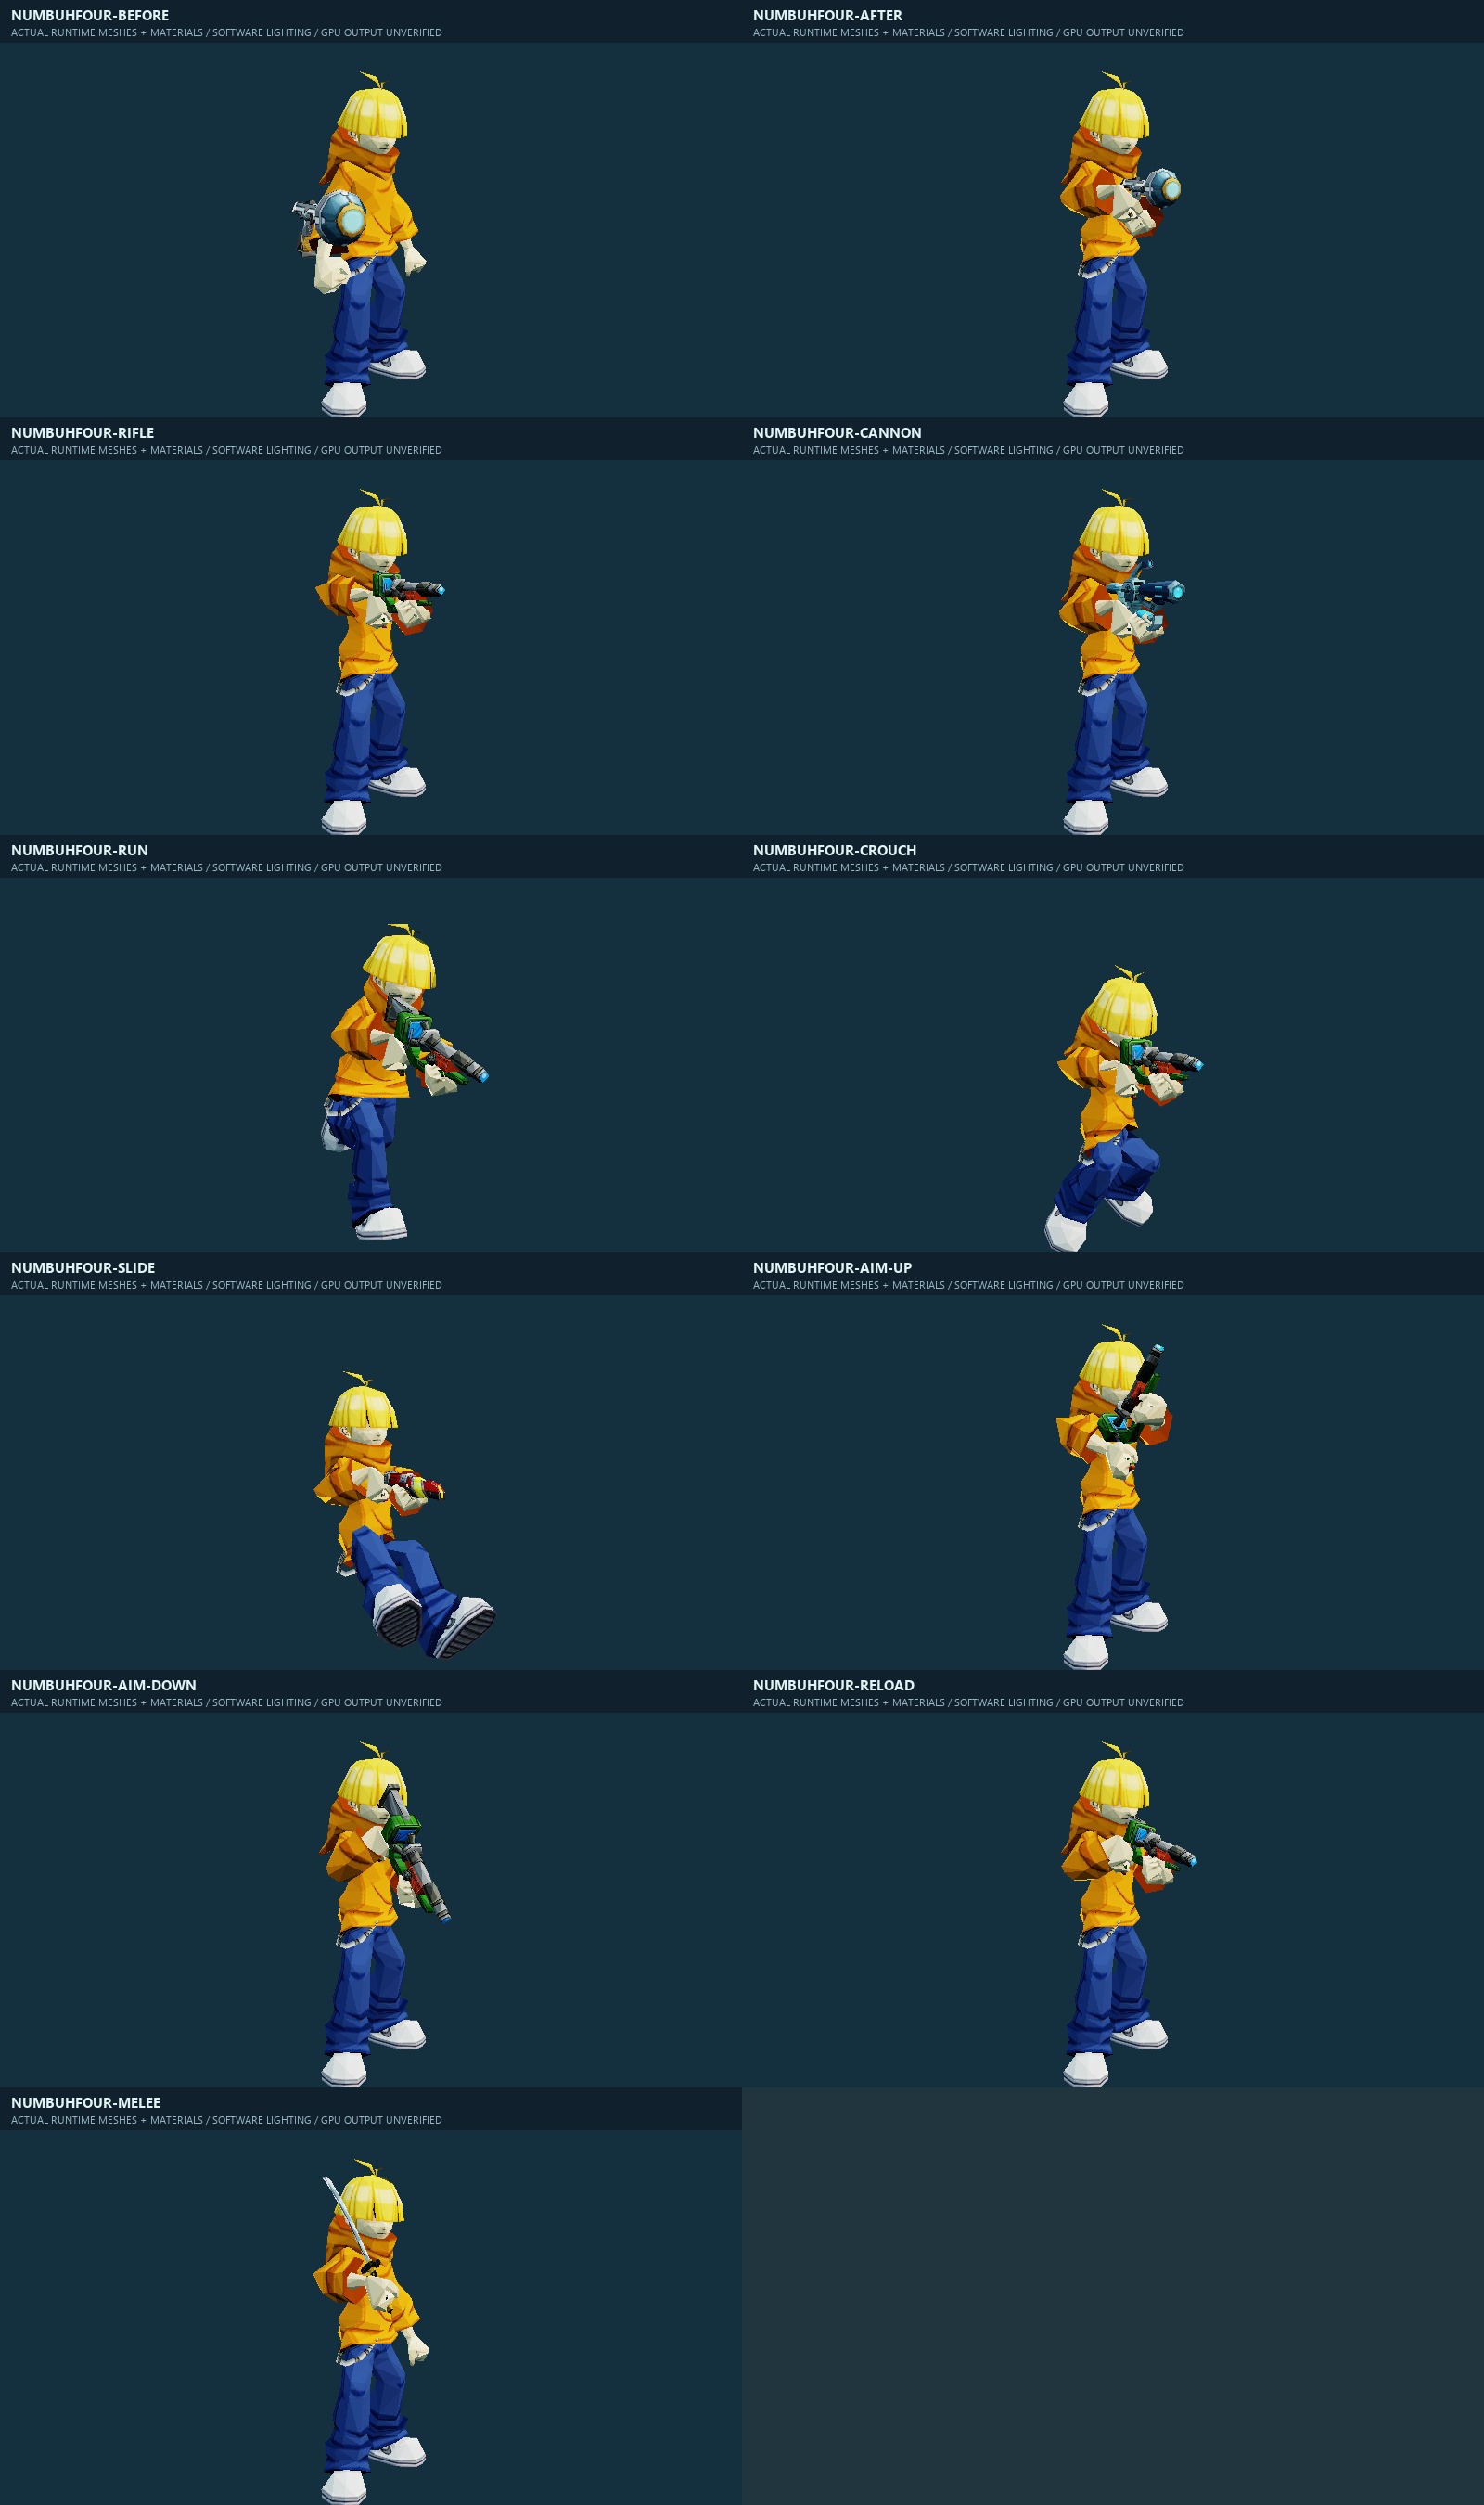 NUMBUHFOUR-BEFORE
ACTUAL RUNTIME MESHES + MATERIALS / SOFTWARE LIGHTING / GPU OUTPUT UNVERIFIED
NUMBUHFOUR-AFTER
ACTUAL RUNTIME MESHES + MATERIALS / SOFTWARE LIGHTING / GPU OUTPUT UNVERIFIED
NUMBUHFOUR-RIFLE
ACTUAL RUNTIME MESHES + MATERIALS / SOFTWARE LIGHTING / GPU OUTPUT UNVERIFIED
NUMBUHFOUR-CANNON
ACTUAL RUNTIME MESHES + MATERIALS / SOFTWARE LIGHTING / GPU OUTPUT UNVERIFIED
NUMBUHFOUR-RUN
ACTUAL RUNTIME MESHES + MATERIALS / SOFTWARE LIGHTING / GPU OUTPUT UNVERIFIED
NUMBUHFOUR-CROUCH
ACTUAL RUNTIME MESHES + MATERIALS / SOFTWARE LIGHTING / GPU OUTPUT UNVERIFIED
NUMBUHFOUR-SLIDE
ACTUAL RUNTIME MESHES + MATERIALS / SOFTWARE LIGHTING / GPU OUTPUT UNVERIFIED
NUMBUHFOUR-AIM-UP
ACTUAL RUNTIME MESHES + MATERIALS / SOFTWARE LIGHTING / GPU OUTPUT UNVERIFIED
NUMBUHFOUR-AIM-DOWN
ACTUAL RUNTIME MESHES + MATERIALS / SOFTWARE LIGHTING / GPU OUTPUT UNVERIFIED
NUMBUHFOUR-RELOAD
ACTUAL RUNTIME MESHES + MATERIALS / SOFTWARE LIGHTING / GPU OUTPUT UNVERIFIED
NUMBUHFOUR-MELEE
ACTUAL RUNTIME MESHES + MATERIALS / SOFTWARE LIGHTING / GPU OUTPUT UNVERIFIED